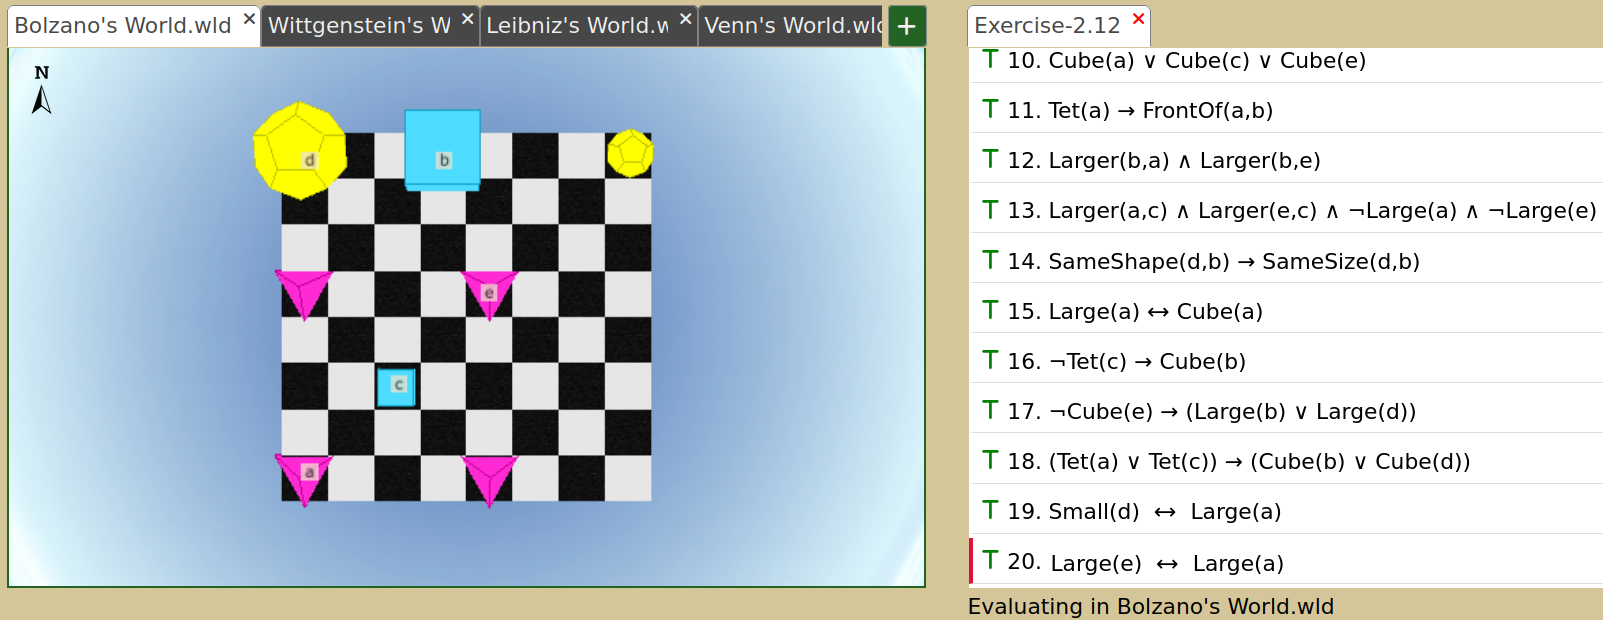 Bolzano's World.wld × Wittgenstein's W × Leibniz's World.w × Venn's World.wld +
Exercise-2.12 ×
N
d
b
e
c
a
T 10. Cube(a) ∨ Cube(c) ∨ Cube(e)
T 11. Tet(a) → FrontOf(a,b)
T 12. Larger(b,a) ∧ Larger(b,e)
T 13. Larger(a,c) ∧ Larger(e,c) ∧ ¬Large(a) ∧ ¬Large(e)
T 14. SameShape(d,b) → SameSize(d,b)
T 15. Large(a) ↔ Cube(a)
T 16. ¬Tet(c) → Cube(b)
T 17. ¬Cube(e) → (Large(b) ∨ Large(d))
T 18. (Tet(a) ∨ Tet(c)) → (Cube(b) ∨ Cube(d))
T 19. Small(d) ↔ Large(a)
T 20. Large(e) ↔ Large(a)
Evaluating in Bolzano's World.wld